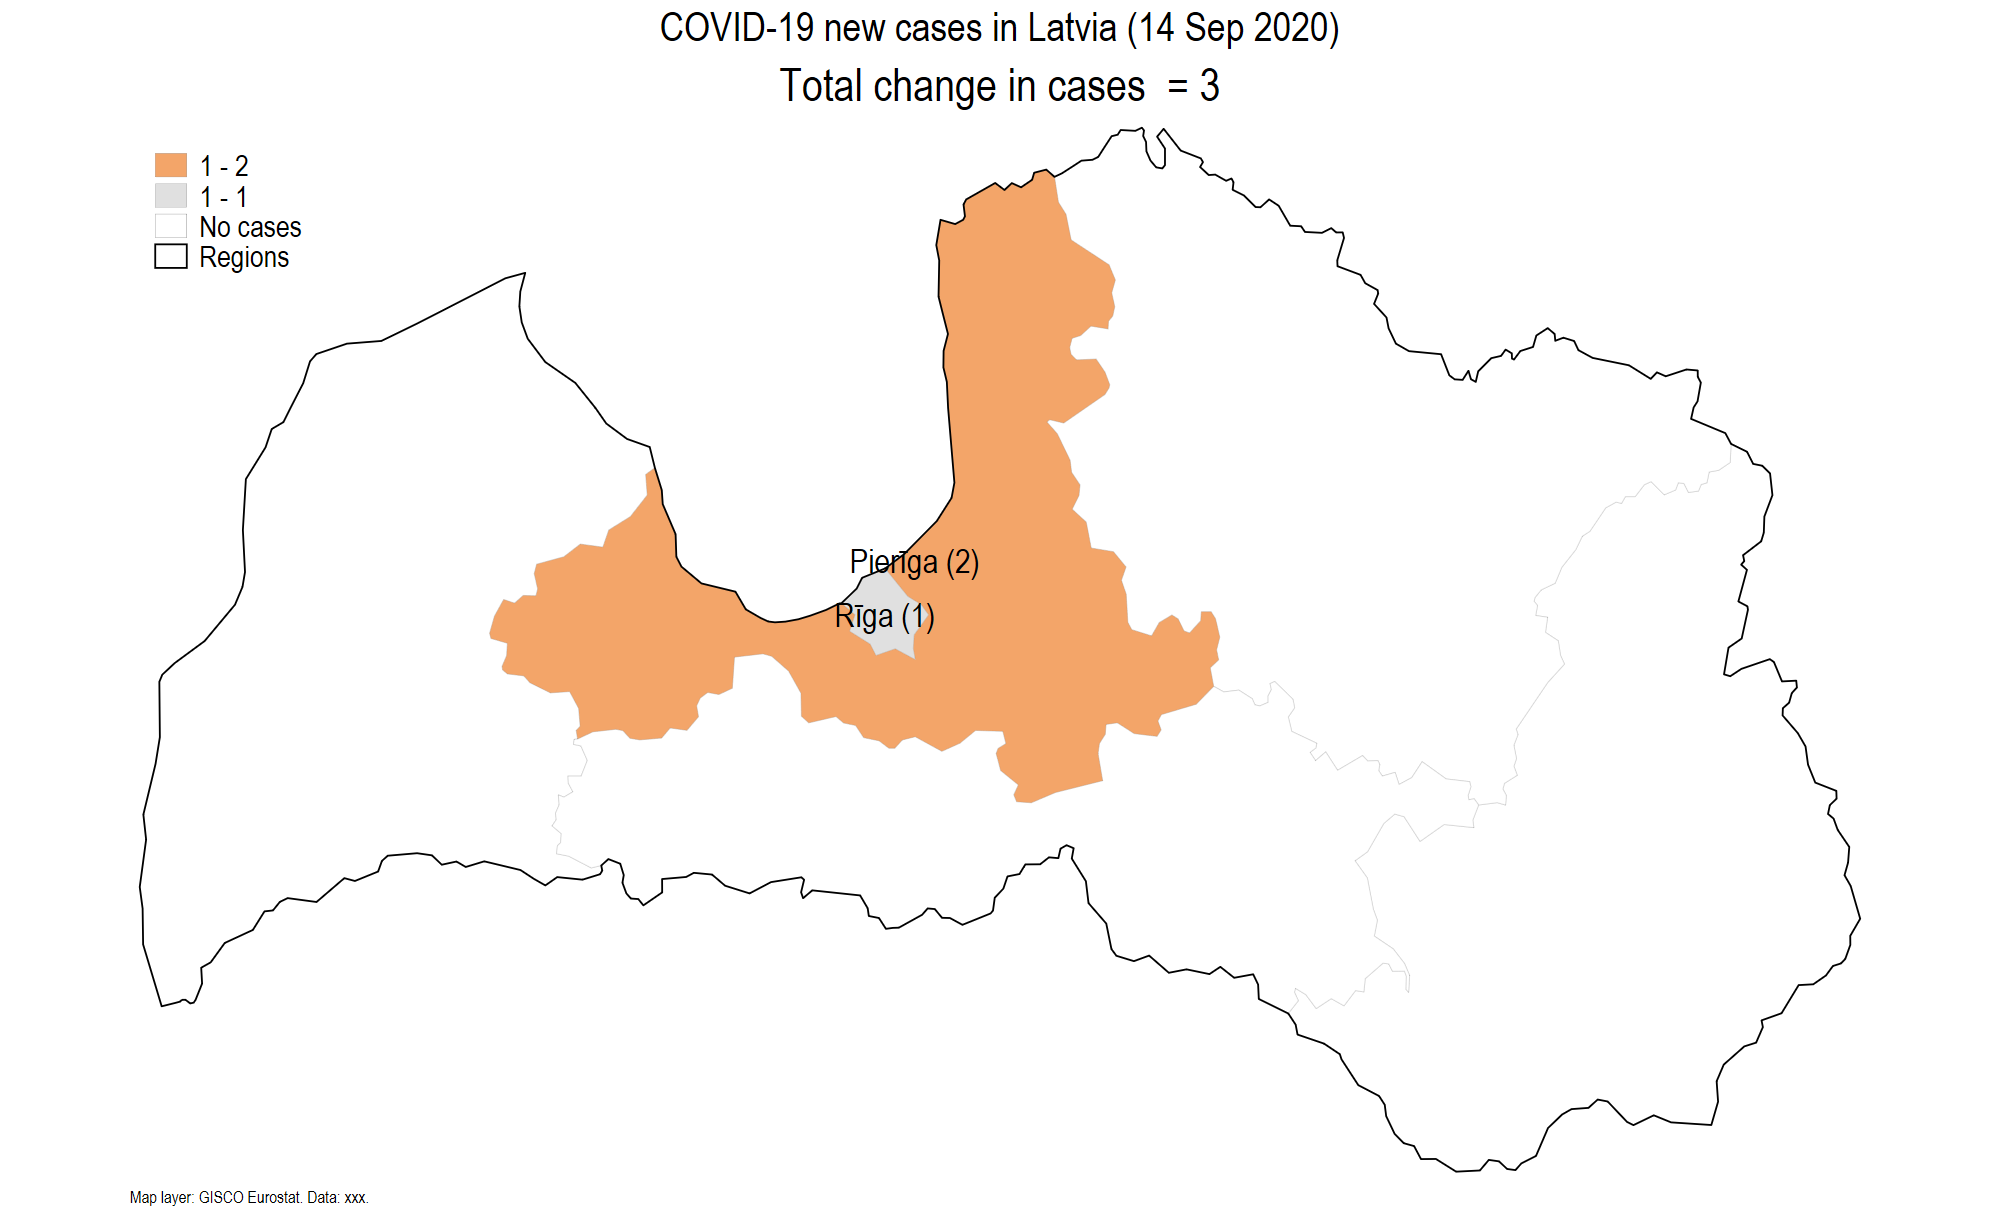 COVID-19 new cases in Latvia (14 Sep 2020)
Total change in cases  = 3
1 - 2
1 - 1
No cases
Regions
Pierīga (2)
Rīga (1)
Map layer: GISCO Eurostat. Data: xxx.